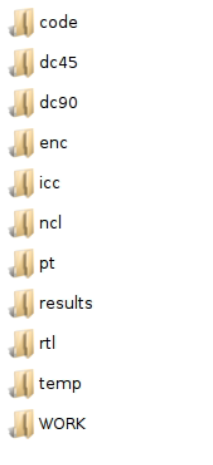 code
dc45
dc90
enc
icc
ncl
pt
results
rtl
temp
WORK